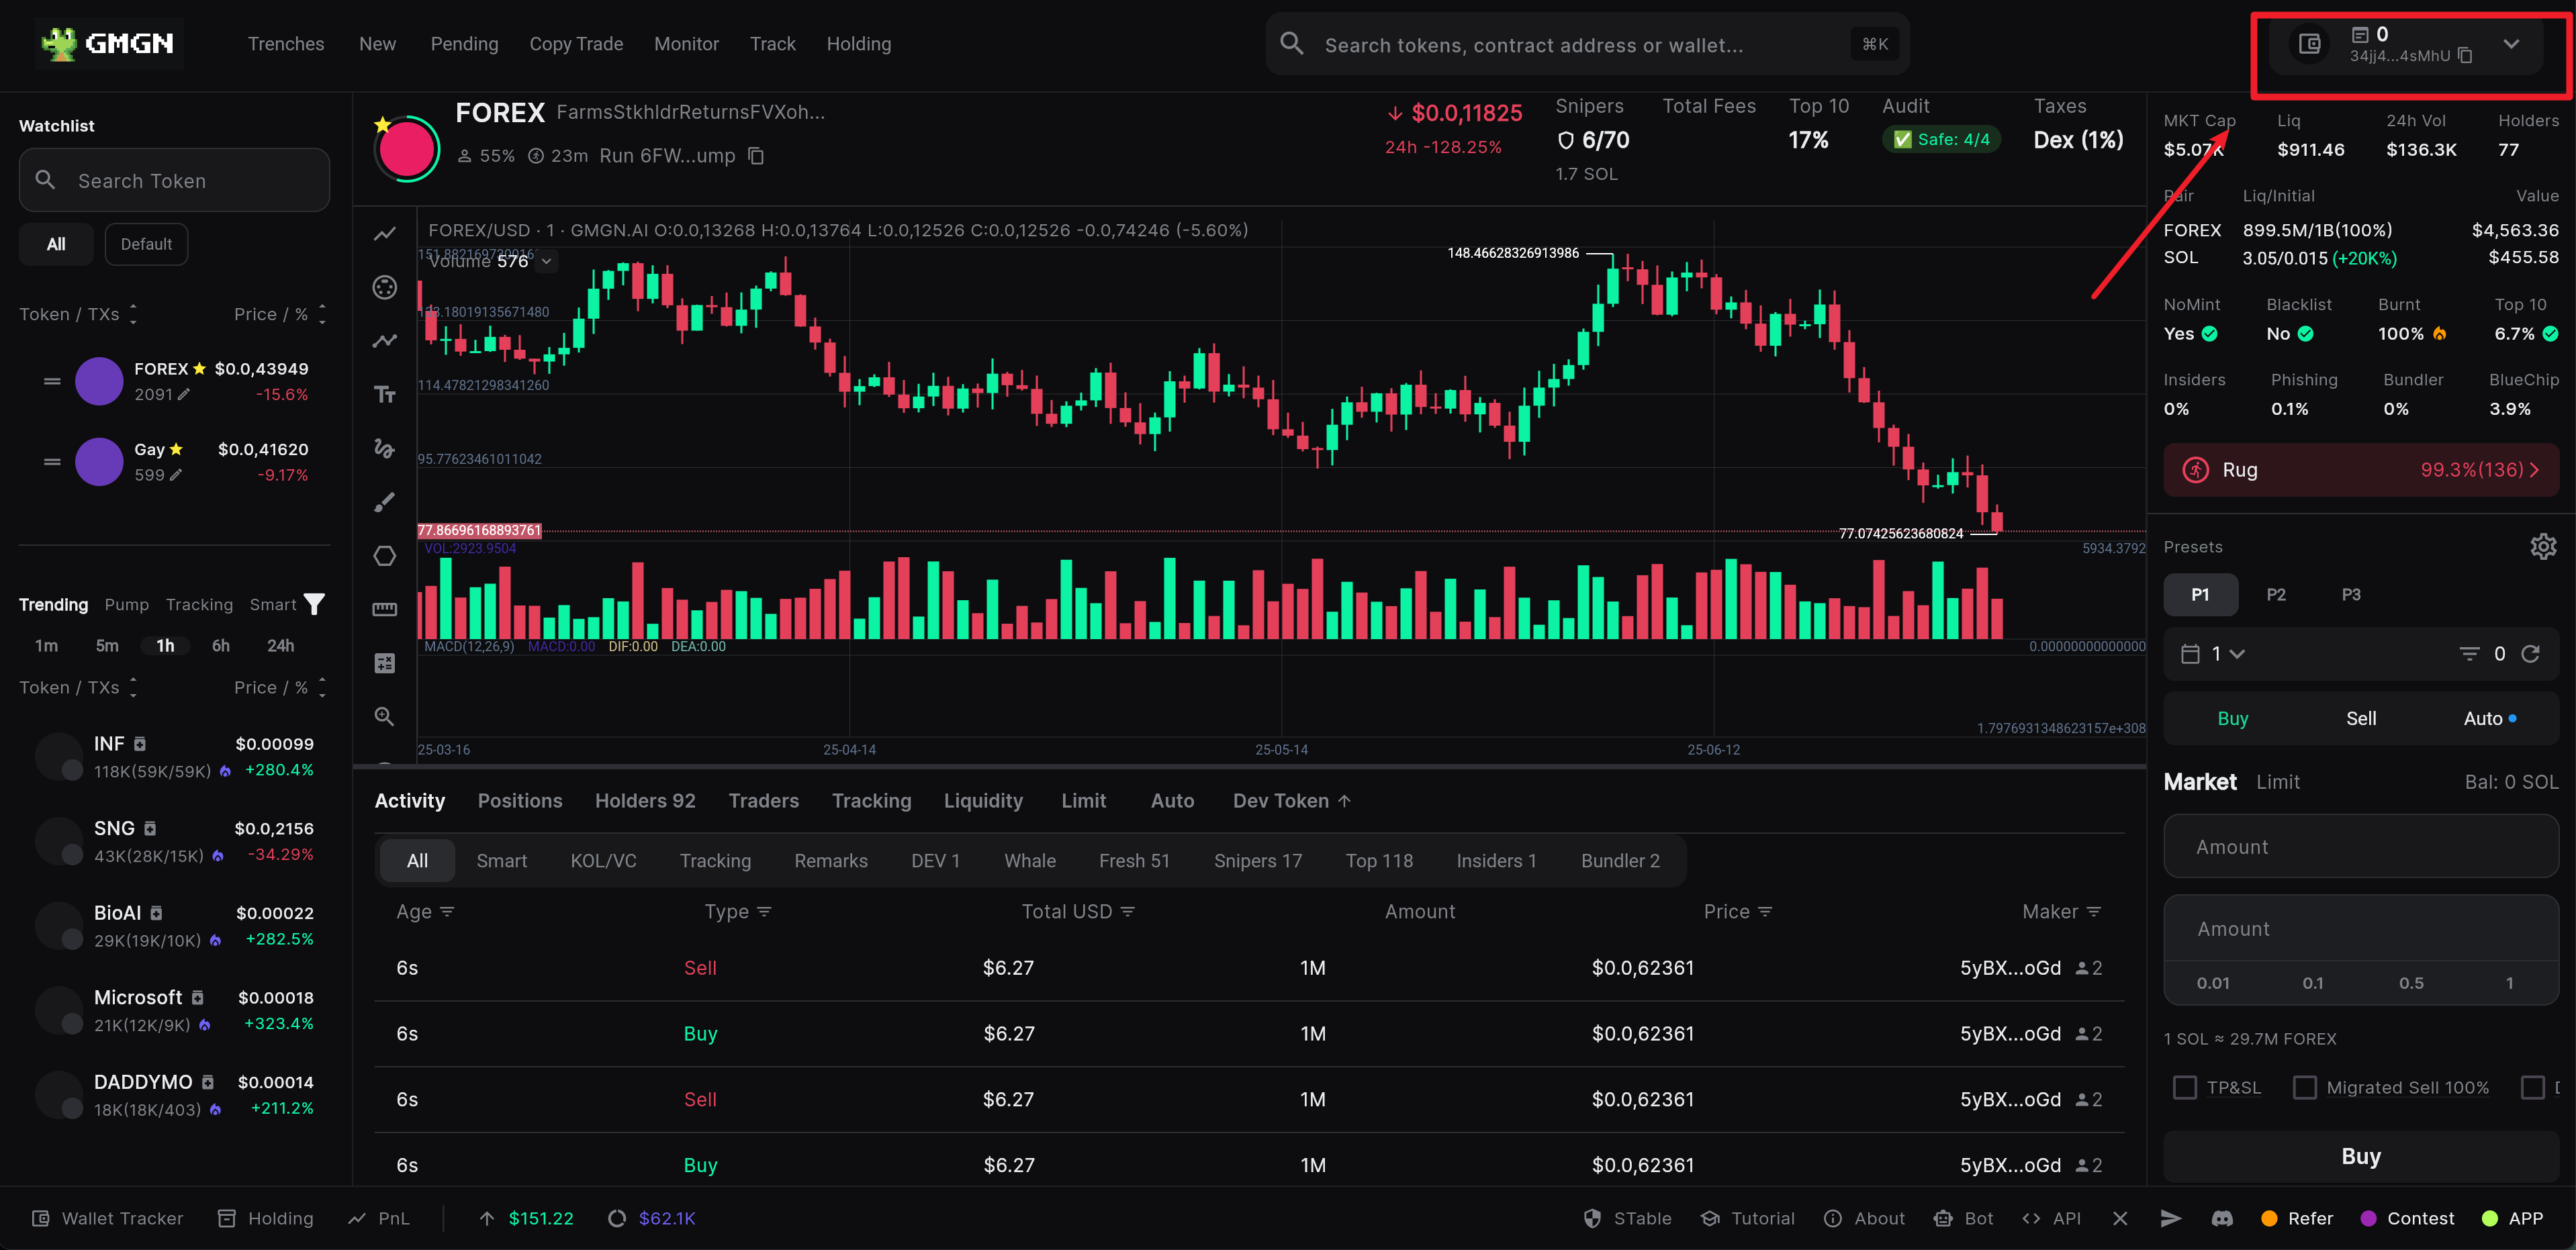 GMGN
Trenches New Pending Copy Trade Monitor Track Holding
Search tokens, contract address or wallet... ⌘K
0
34jj4...4sMhU
Watchlist
Search Token
All Default
Token / TXs Price / %
FOREX $0.0,43949
2091 -15.6%
Gay $0.0,41620
599 -9.17%
Trending Pump Tracking Smart
1m 5m 1h 6h 24h
Token / TXs Price / %
INF $0.00099
118K(59K/59K) +280.4%
SNG $0.0,2156
43K(28K/15K) -34.29%
BioAI $0.00022
29K(19K/10K) +282.5%
Microsoft $0.00018
21K(12K/9K) +323.4%
DADDYMO $0.00014
18K(18K/403) +211.2%
FOREX FarmsStkhldrReturnsFVXoh...
55% 23m Run 6FW...ump
$0.0,11825
24h -128.25%
Snipers Total Fees Top 10 Audit Taxes
6/70 17% Safe: 4/4 Dex (1%)
1.7 SOL
FOREX/USD · 1 · GMGN.AI O:0.0,13268 H:0.0,13764 L:0.0,12526 C:0.0,12526 -0.0,74246 (-5.60%)
Volume 576
148.46628326913986
114.47821298341260
95.77623461011042
77.86696168893761
77.07425623680824
VOL:2923.9504 5934.3792
MACD(12,26,9) MACD:0.00 DIF:0.00 DEA:0.00 0.00000000000000
1.7976931348623157e+308
25-03-16 25-04-14 25-05-14 25-06-12
Activity Positions Holders 92 Traders Tracking Liquidity Limit Auto Dev Token
All Smart KOL/VC Tracking Remarks DEV 1 Whale Fresh 51 Snipers 17 Top 118 Insiders 1 Bundler 2
Age Type Total USD Amount Price Maker
6s Sell $6.27 1M $0.0,62361 5yBX...oGd 2
6s Buy $6.27 1M $0.0,62361 5yBX...oGd 2
6s Sell $6.27 1M $0.0,62361 5yBX...oGd 2
6s Buy $6.27 1M $0.0,62361 5yBX...oGd 2
MKT Cap Liq 24h Vol Holders
$5.07K $911.46 $136.3K 77
Pair Liq/Initial Value
FOREX 899.5M/1B(100%) $4,563.36
SOL 3.05/0.015 (+20K%) $455.58
NoMint Blacklist Burnt Top 10
Yes No 100% 6.7%
Insiders Phishing Bundler BlueChip
0% 0.1% 0% 3.9%
Rug 99.3%(136)
Presets
P1 P2 P3
1 0
Buy Sell Auto
Market Limit Bal: 0 SOL
Amount
Amount
0.01 0.1 0.5 1
1 SOL ≈ 29.7M FOREX
TP&SL Migrated Sell 100%
Buy
Wallet Tracker Holding PnL $151.22 $62.1K STable Tutorial About Bot API Refer Contest APP